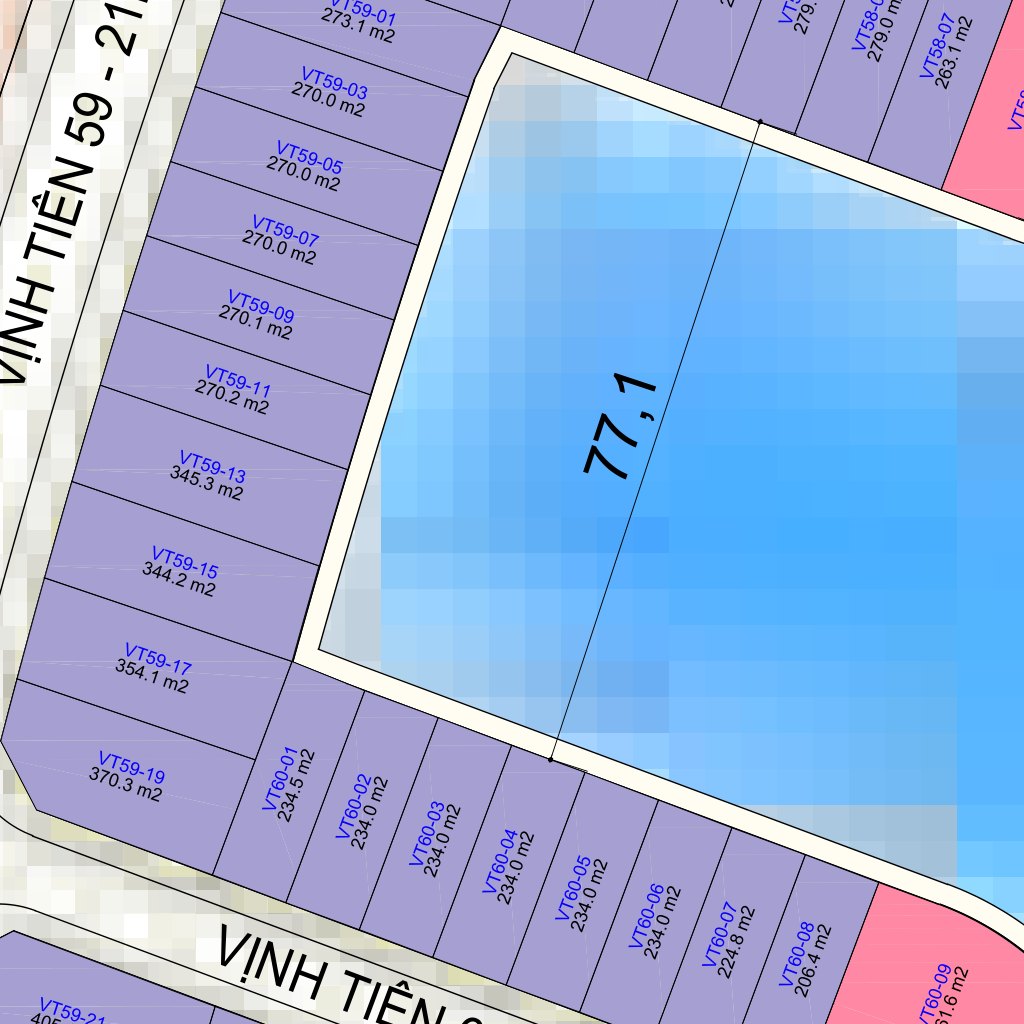 VT59-01
273.1 m2
VT59-03
270.0 m2
VT59-05
270.0 m2
VT59-07
270.0 m2
VT59-09
270.1 m2
VT59-11
270.2 m2
VT59-13
345.3 m2
VT59-15
344.2 m2
VT59-17
354.1 m2
VT59-19
370.3 m2
VỊNH TIÊN 59 - 21
279.0 m
VT58-07
263.1 m2
77,1
VT60-01
234.5 m2
VT60-02
234.0 m2
VT60-03
234.0 m2
VT60-04
234.0 m2
VT60-05
234.0 m2
VT60-06
234.0 m2
VT60-07
224.8 m2
VT60-08
206.4 m2
VT60-09
VỊNH TIÊN
VT59-21